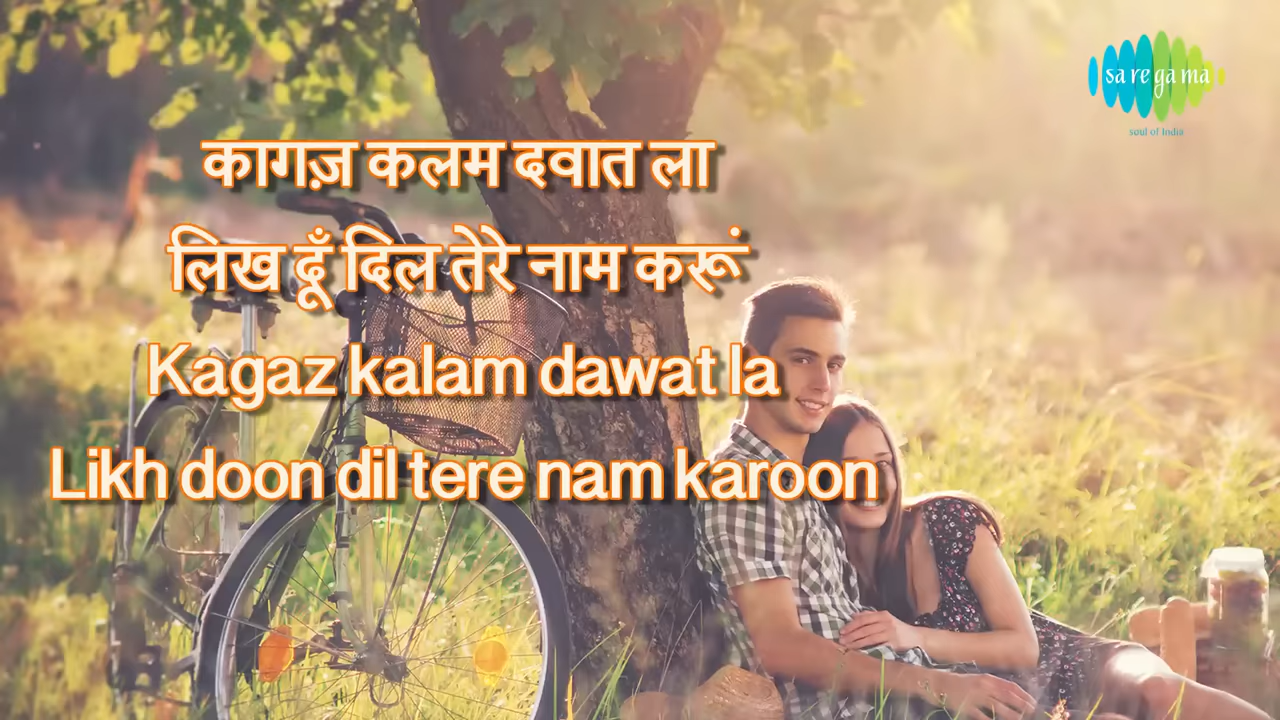 sa re ga ma
soul of India
कागज़ कलम दवात ला
लिख ढूँ दिल तेरे नाम करूं
Kagaz kalam dawat la
Likh doon dil tere nam karoon